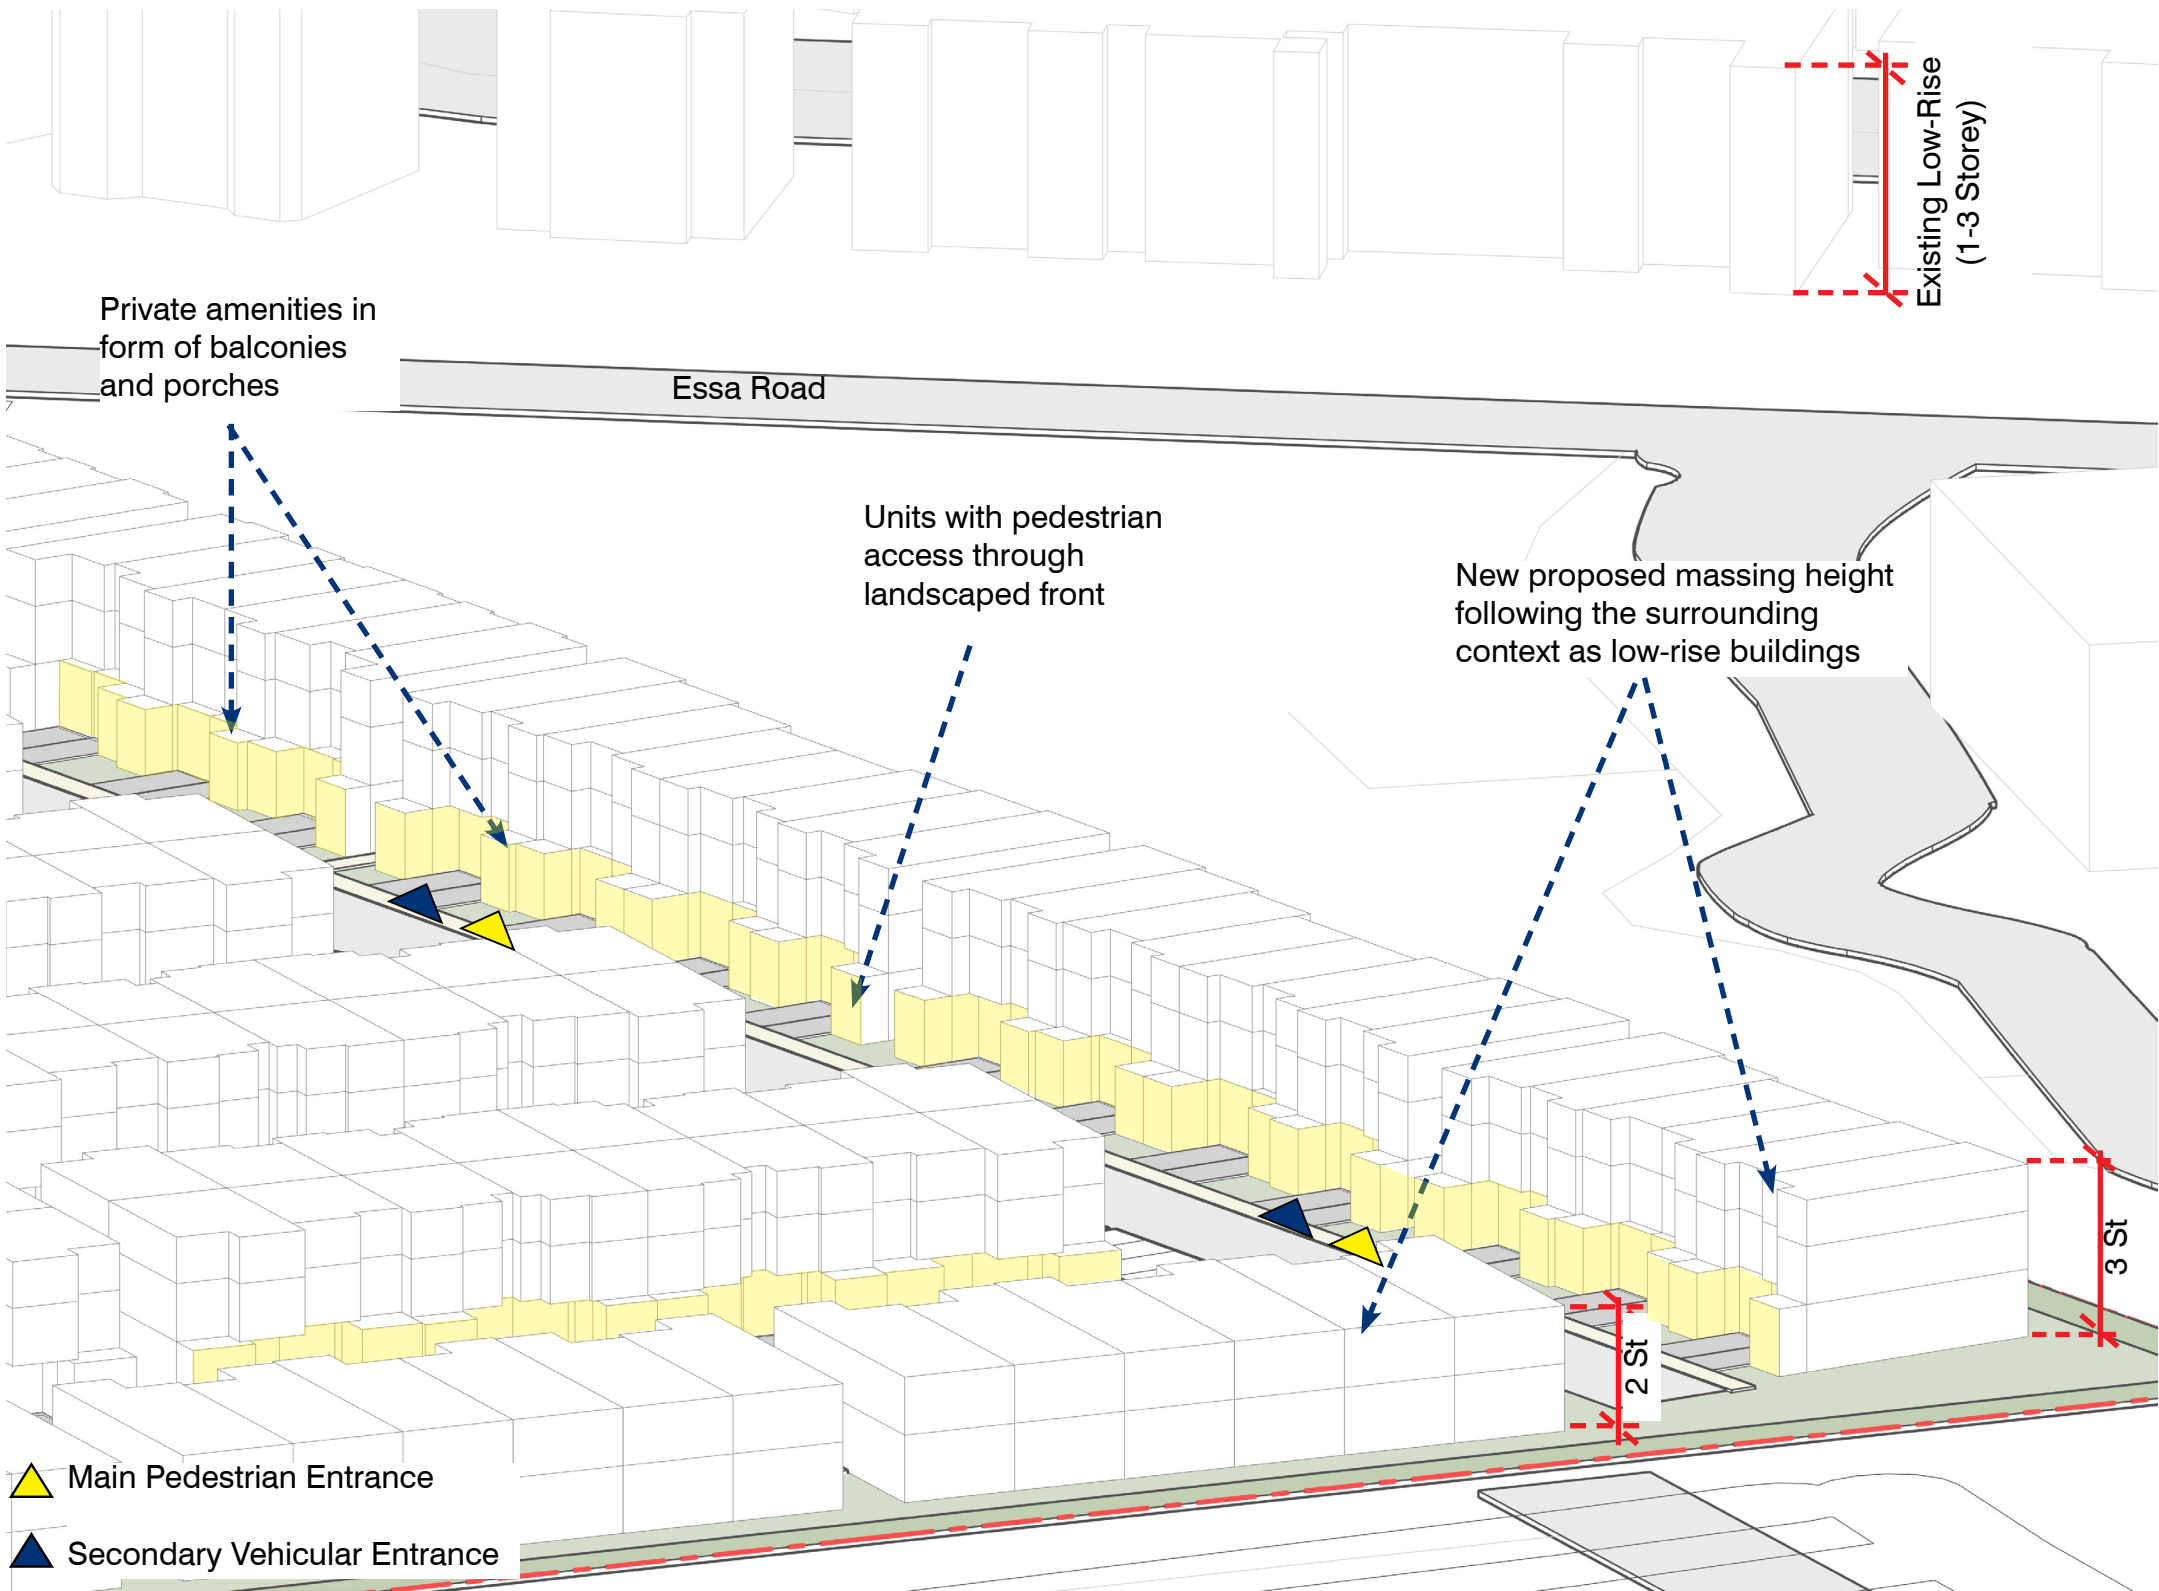 Existing Low-Rise
(1-3 Storey)
Private amenities in
form of balconies
and porches
Essa Road
Units with pedestrian
access through
landscaped front
New proposed massing height
following the surrounding
context as low-rise buildings
3 St
2 St
Main Pedestrian Entrance
Secondary Vehicular Entrance